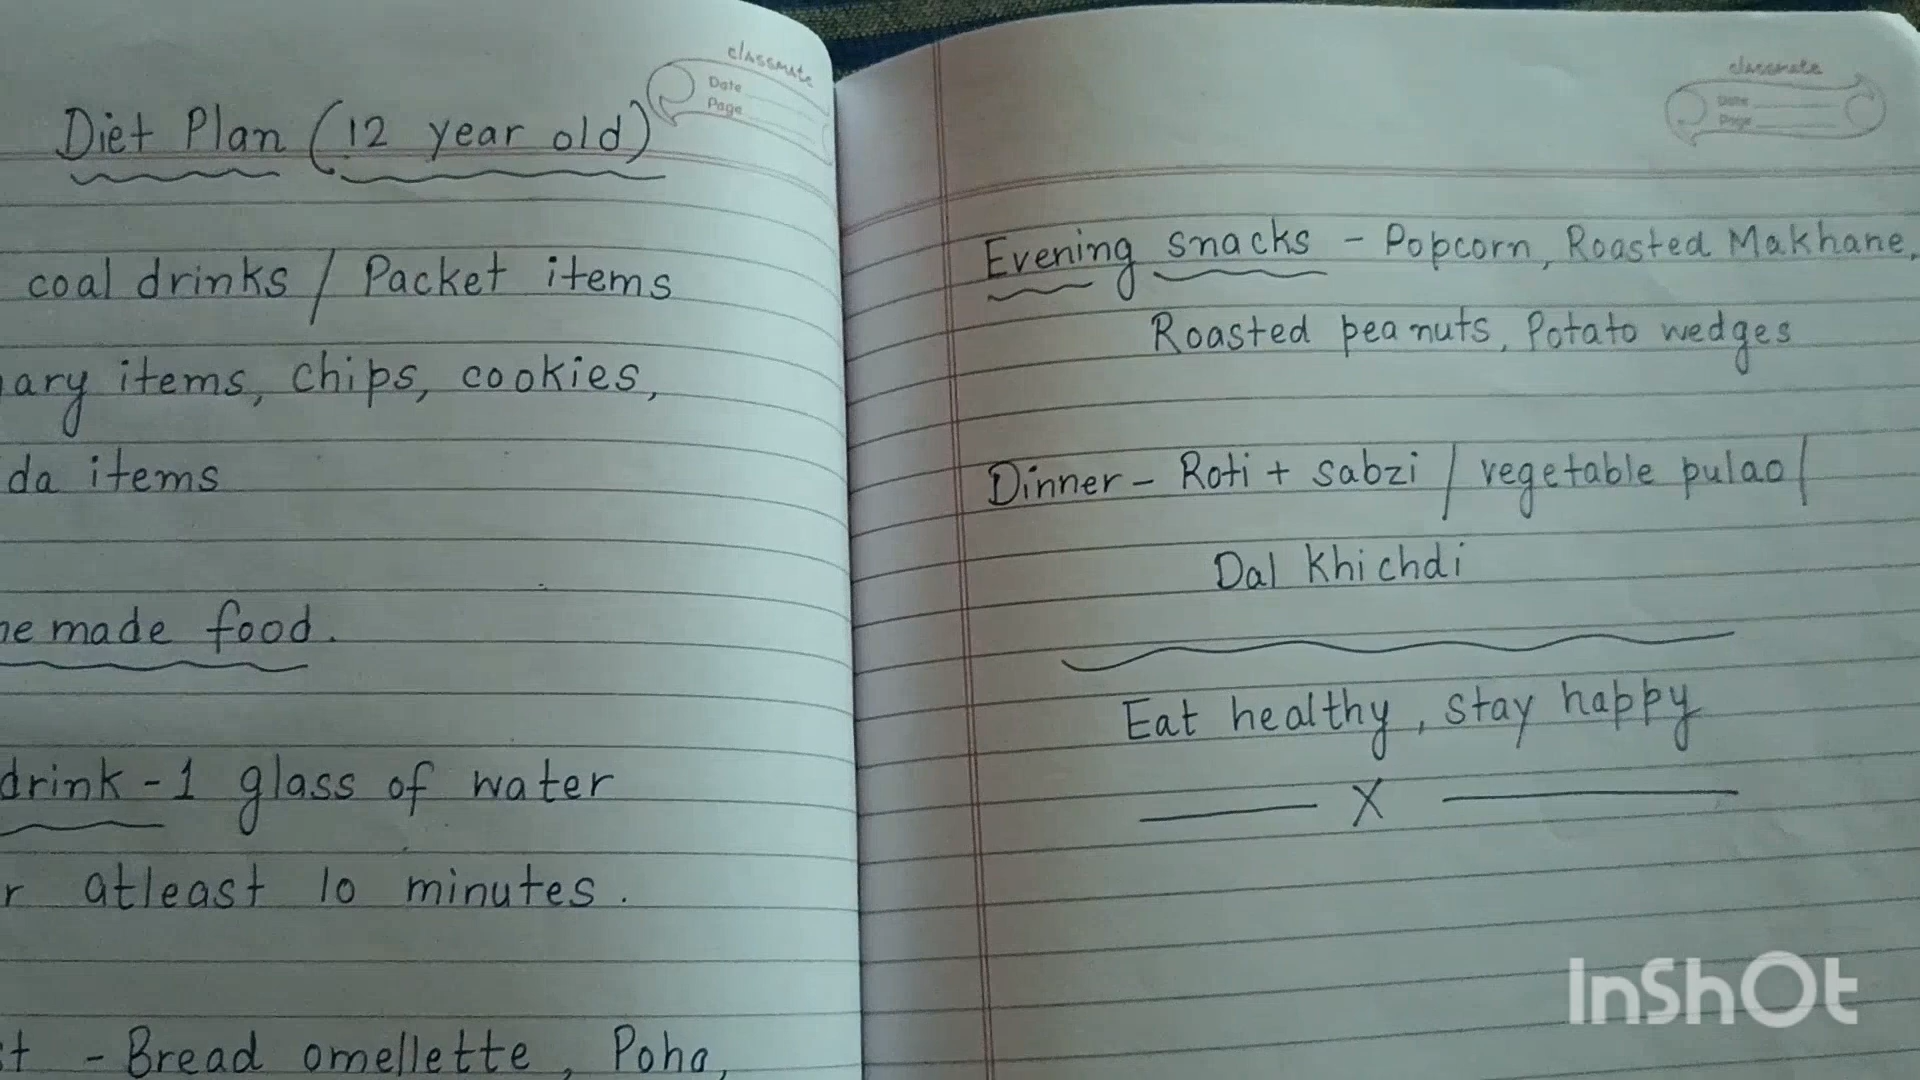 classmate
Date
Page
Diet Plan (12 year old)
coal drinks / Packet items
ary items, chips, cookies,
da items
made food.
drink - 1 glass of water
r atleast 10 minutes.
t - Bread omellette, Poha,
classmate
Date
Page
Evening snacks - Popcorn, Roasted Makhane,
Roasted peanuts, Potato wedges
Dinner - Roti + sabzi / vegetable pulao /
Dal Khichdi
Eat healthy, stay happy
X
InShOt